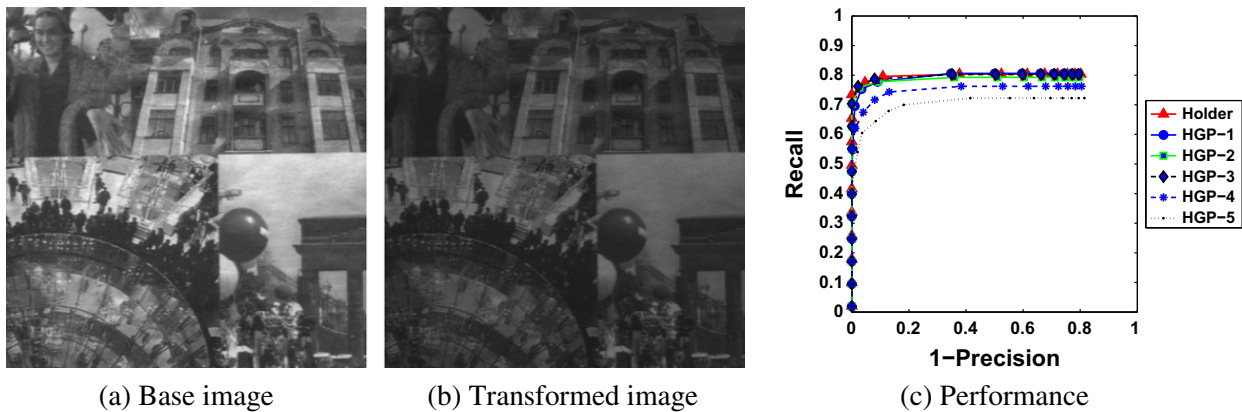 1
0.9
0.8
0.7
0.6
0.5
0.4
0.3
0.2
0.1
0
Recall
0 0.2 0.4 0.6 0.8 1
1−Precision
Holder
HGP−1
HGP−2
HGP−3
HGP−4
HGP−5
(a) Base image
(b) Transformed image
(c) Performance